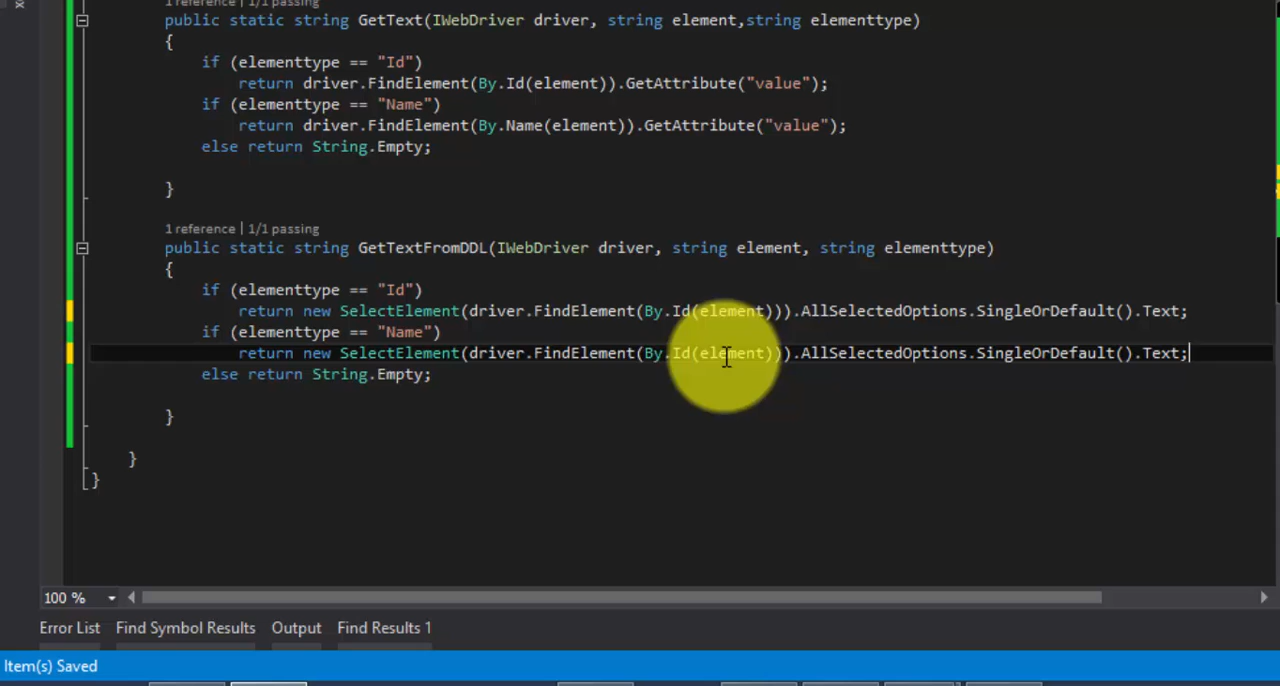 1 reference | 1/1 passing
public static string GetText(IWebDriver driver, string element,string elementtype)
{
if (elementtype == "Id")
return driver.FindElement(By.Id(element)).GetAttribute("value");
if (elementtype == "Name")
return driver.FindElement(By.Name(element)).GetAttribute("value");
else return String.Empty;
}
1 reference | 1/1 passing
public static string GetTextFromDDL(IWebDriver driver, string element, string elementtype)
{
if (elementtype == "Id")
return new SelectElement(driver.FindElement(By.Id(element))).AllSelectedOptions.SingleOrDefault().Text;
if (elementtype == "Name")
return new SelectElement(driver.FindElement(By.Id(element))).AllSelectedOptions.SingleOrDefault().Text;
else return String.Empty;
}
}
}
100 %
Error List Find Symbol Results Output Find Results 1
Item(s) Saved